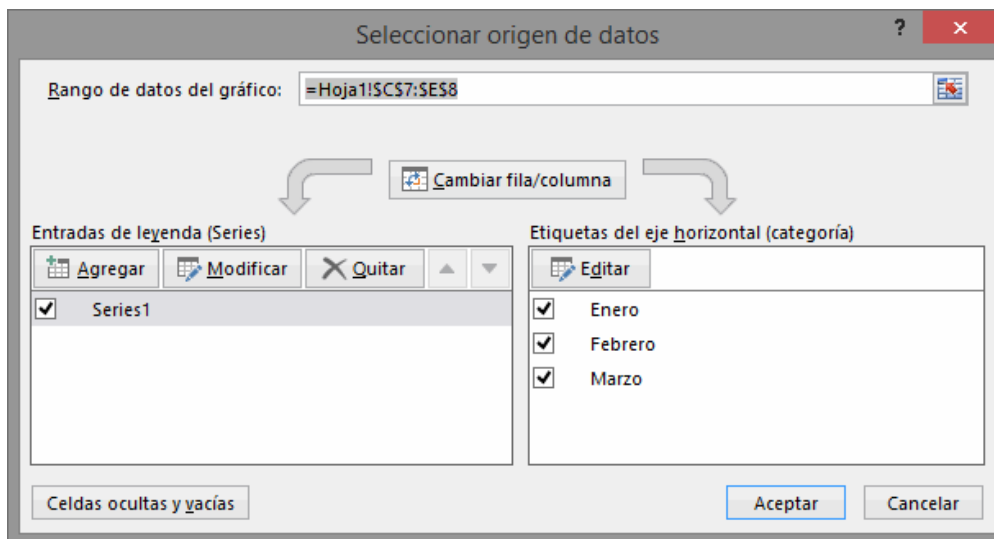 Seleccionar origen de datos
?
Rango de datos del gráfico: =Hoja1!$C$7:$E$8
Cambiar fila/columna
Entradas de leyenda (Series)
Agregar Modificar Quitar
Series1
Etiquetas del eje horizontal (categoría)
Editar
Enero
Febrero
Marzo
Celdas ocultas y vacías
Aceptar Cancelar